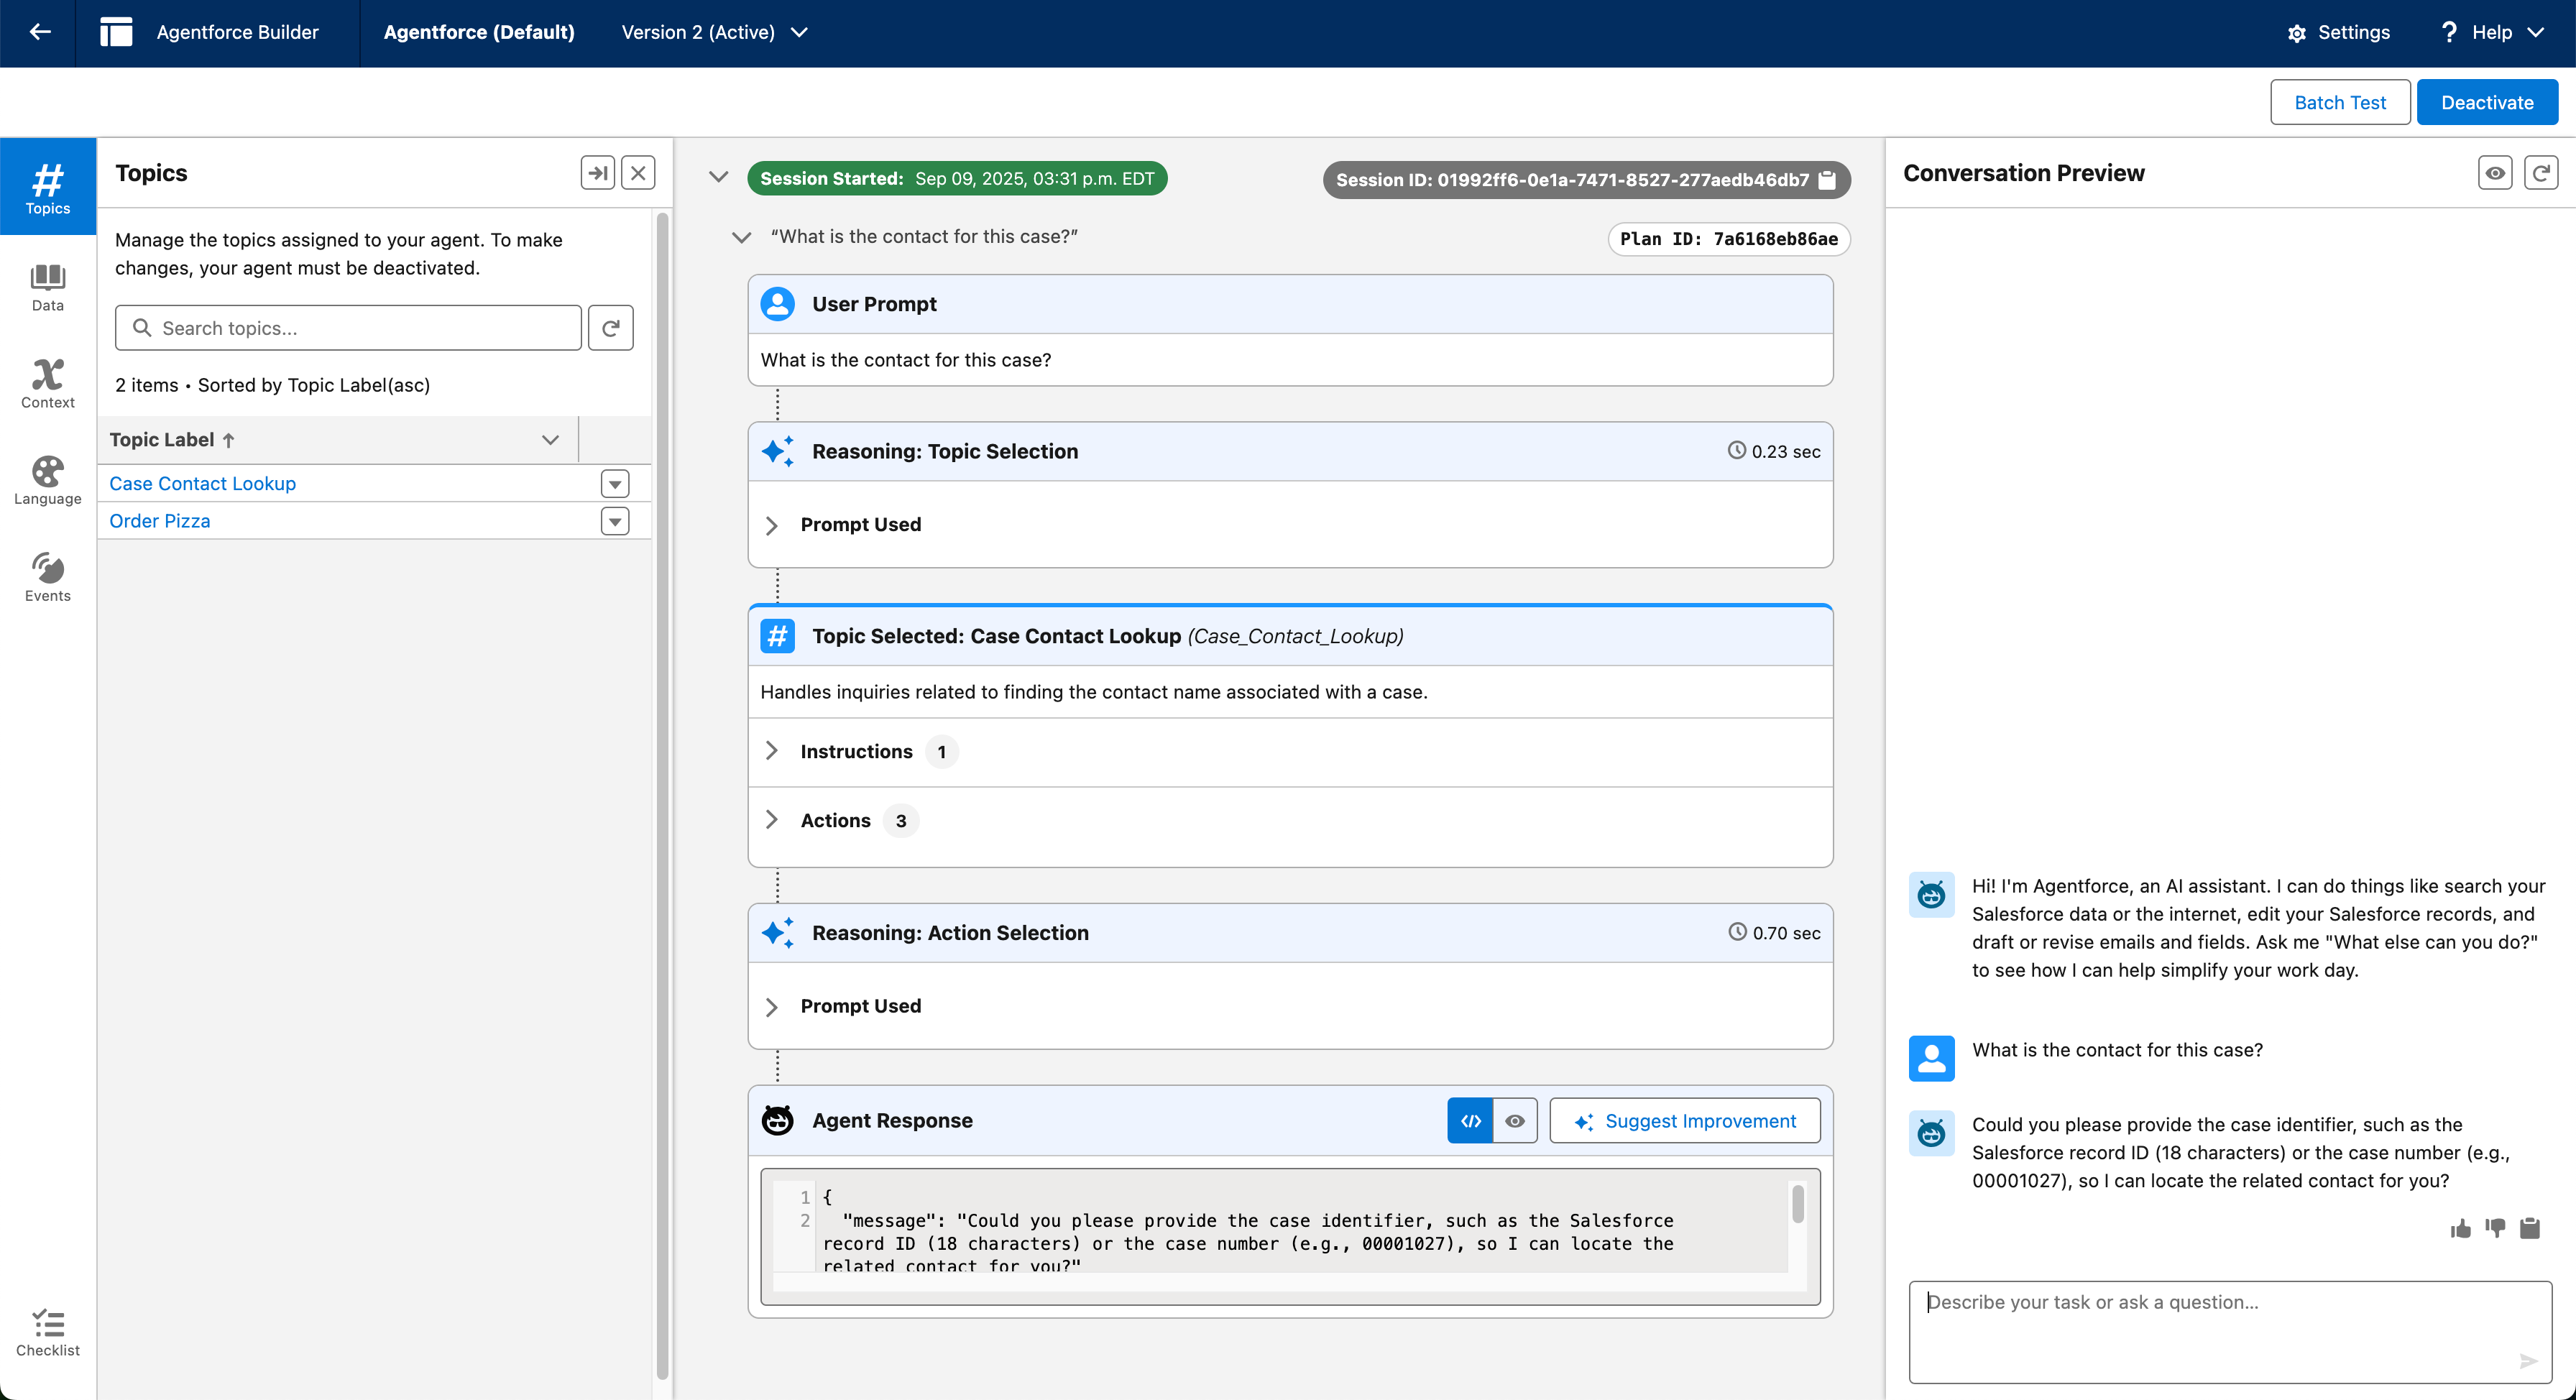 Agentforce Builder
Agentforce (Default)
Version 2 (Active)
Settings
? Help
Batch Test
Deactivate
# Topics
Data
Context
Language
Events
Checklist
Topics
Manage the topics assigned to your agent. To make
changes, your agent must be deactivated.
Search topics...
2 items • Sorted by Topic Label(asc)
Topic Label ↑
Case Contact Lookup
Order Pizza
Session Started: Sep 09, 2025, 03:31 p.m. EDT
Session ID: 01992ff6-0e1a-7471-8527-277aedb46db7
“What is the contact for this case?”
Plan ID: 7a6168eb86ae
User Prompt
What is the contact for this case?
Reasoning: Topic Selection
0.23 sec
Prompt Used
# Topic Selected: Case Contact Lookup (Case_Contact_Lookup)
Handles inquiries related to finding the contact name associated with a case.
Instructions 1
Actions 3
Reasoning: Action Selection
0.70 sec
Prompt Used
Agent Response
</>
Suggest Improvement
1 {
2 "message": "Could you please provide the case identifier, such as the Salesforce
record ID (18 characters) or the case number (e.g., 00001027), so I can locate the
related contact for you?"
Conversation Preview
Hi! I'm Agentforce, an AI assistant. I can do things like search your
Salesforce data or the internet, edit your Salesforce records, and
draft or revise emails and fields. Ask me "What else can you do?"
to see how I can help simplify your work day.
What is the contact for this case?
Could you please provide the case identifier, such as the
Salesforce record ID (18 characters) or the case number (e.g.,
00001027), so I can locate the related contact for you?
Describe your task or ask a question...